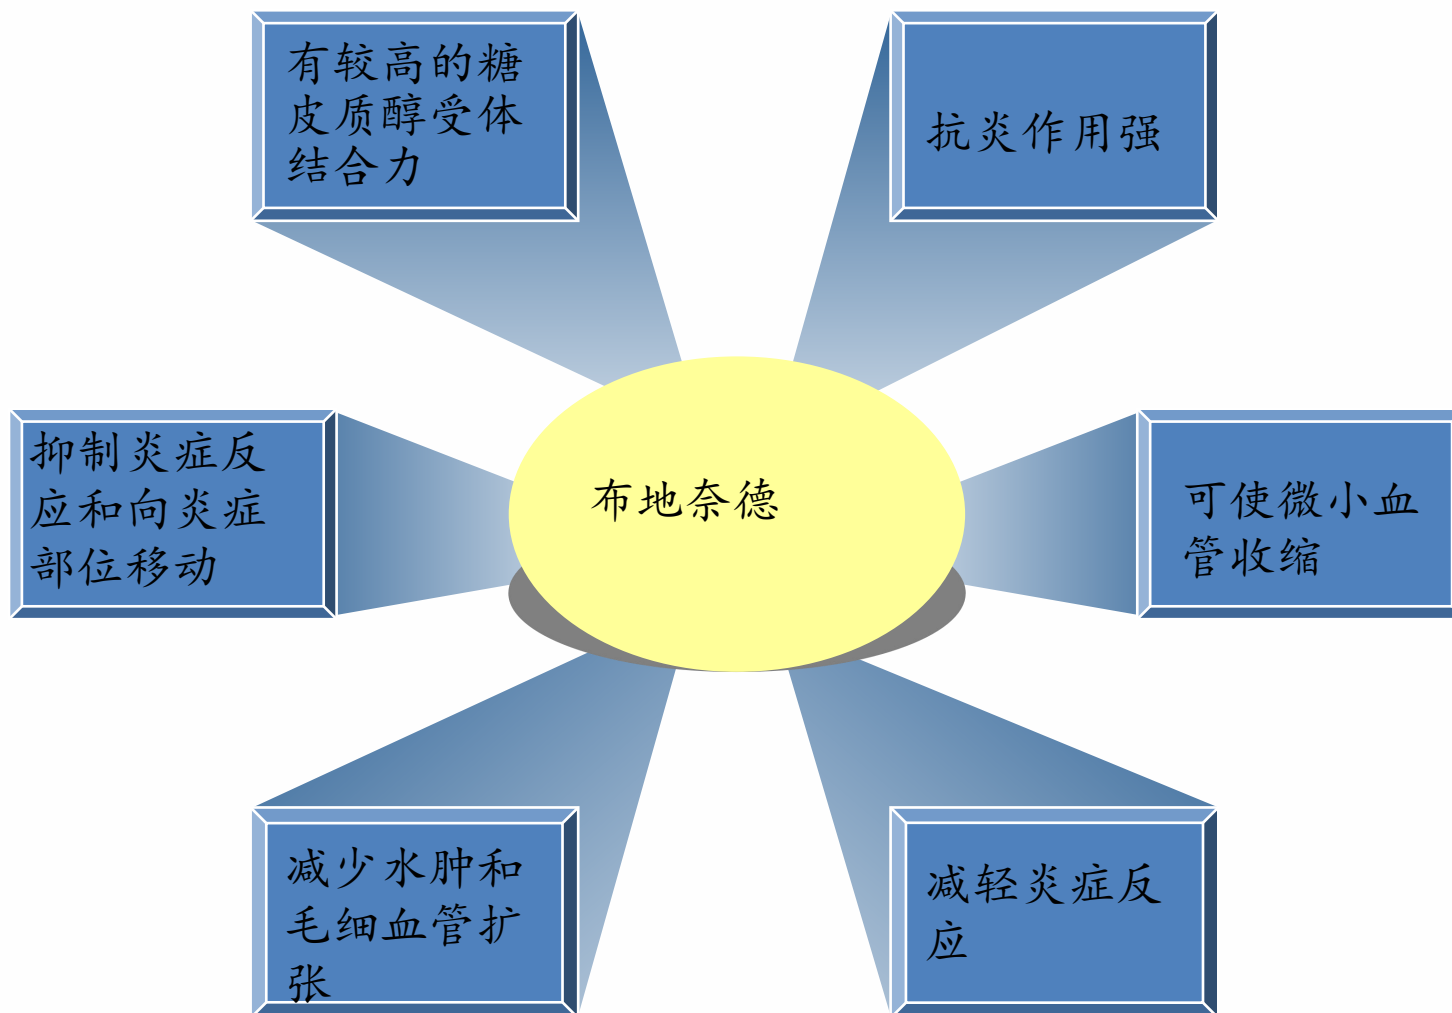 有较高的糖
皮质醇受体
结合力
抗炎作用强
抑制炎症反
应和向炎症
部位移动
布地奈德
可使微小血
管收缩
减少水肿和
毛细血管扩
张
减轻炎症反
应